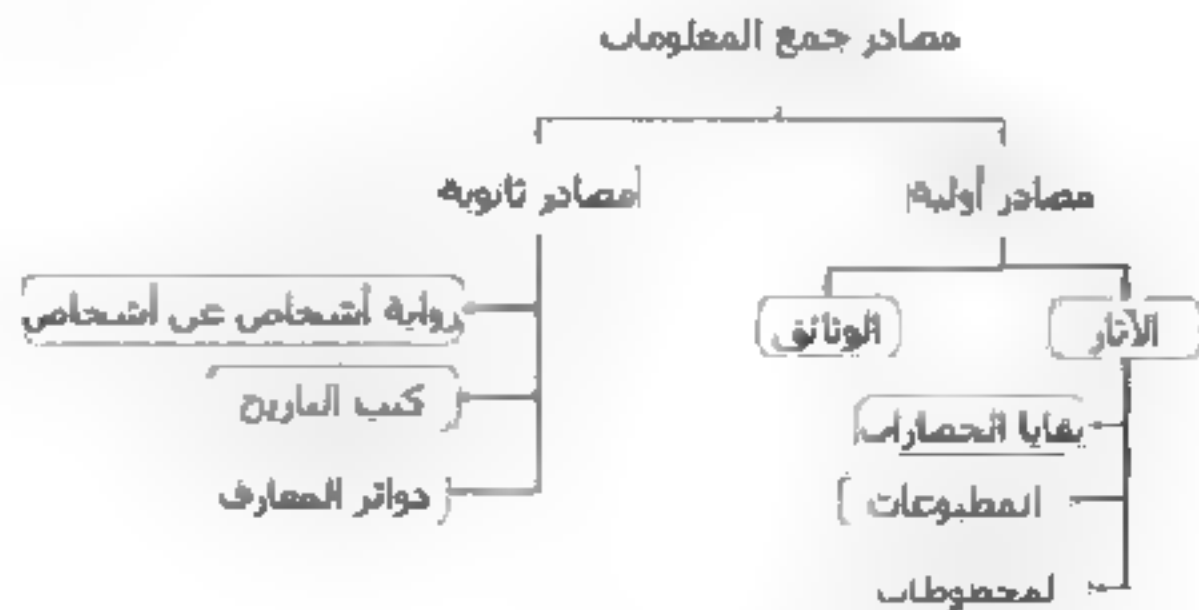 مصادر جمع المعلومات
مصادر أولية
مصادر ثانوية
الآثار
الوثائق
بقايا الحضارات
المطبوعات
المخطوطات
رواية أشخاص عن أشخاص
كتب التاريخ
دوائر المعارف